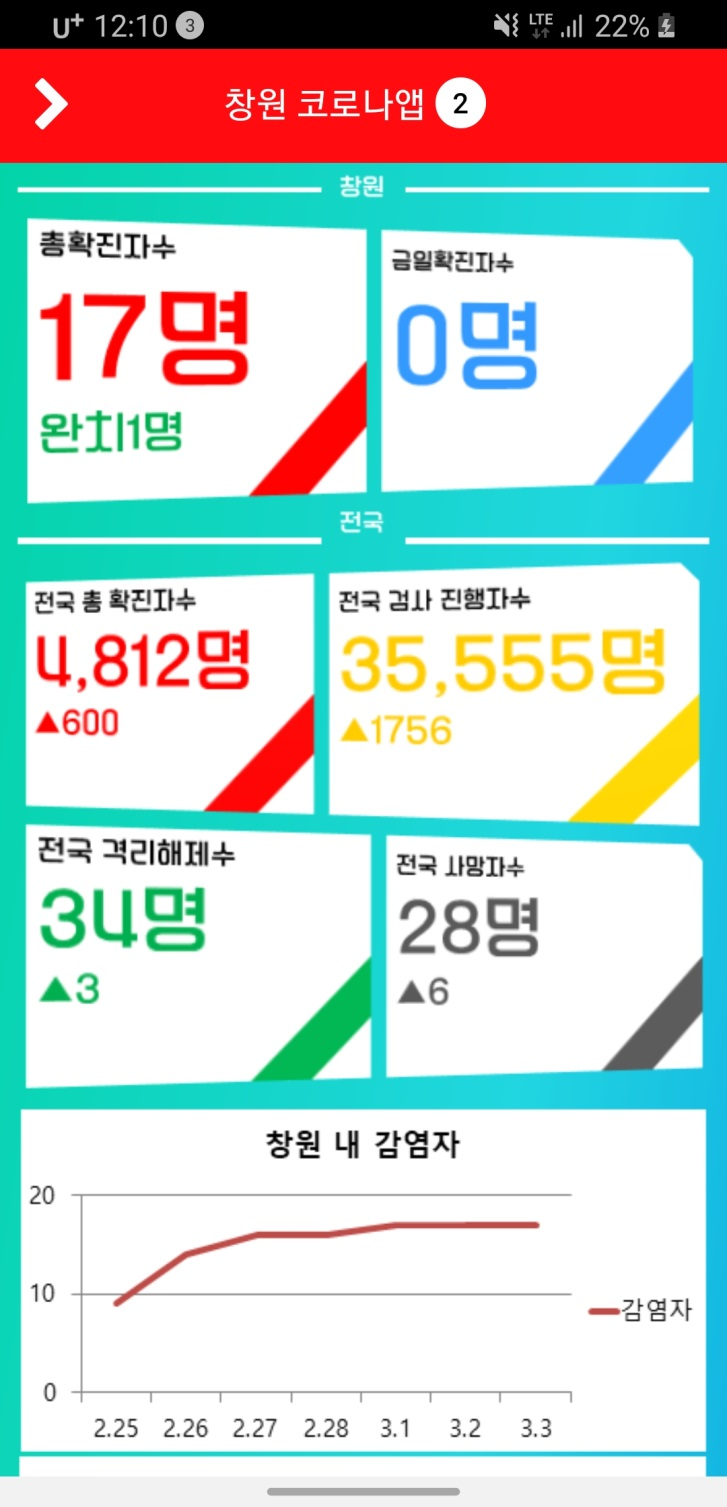 U+ 12:10 3 LTE 22%
창원 코로나앱 2
창원
총확진자수
17명
완치1명
금일확진자수
0명
전국
전국 총 확진자수
4,812명
▲600
전국 검사 진행자수
35,555명
▲1756
전국 격리해제수
34명
▲3
전국 사망자수
28명
▲6
창원 내 감염자
20
10
0
2.25 2.26 2.27 2.28 3.1 3.2 3.3
감염자